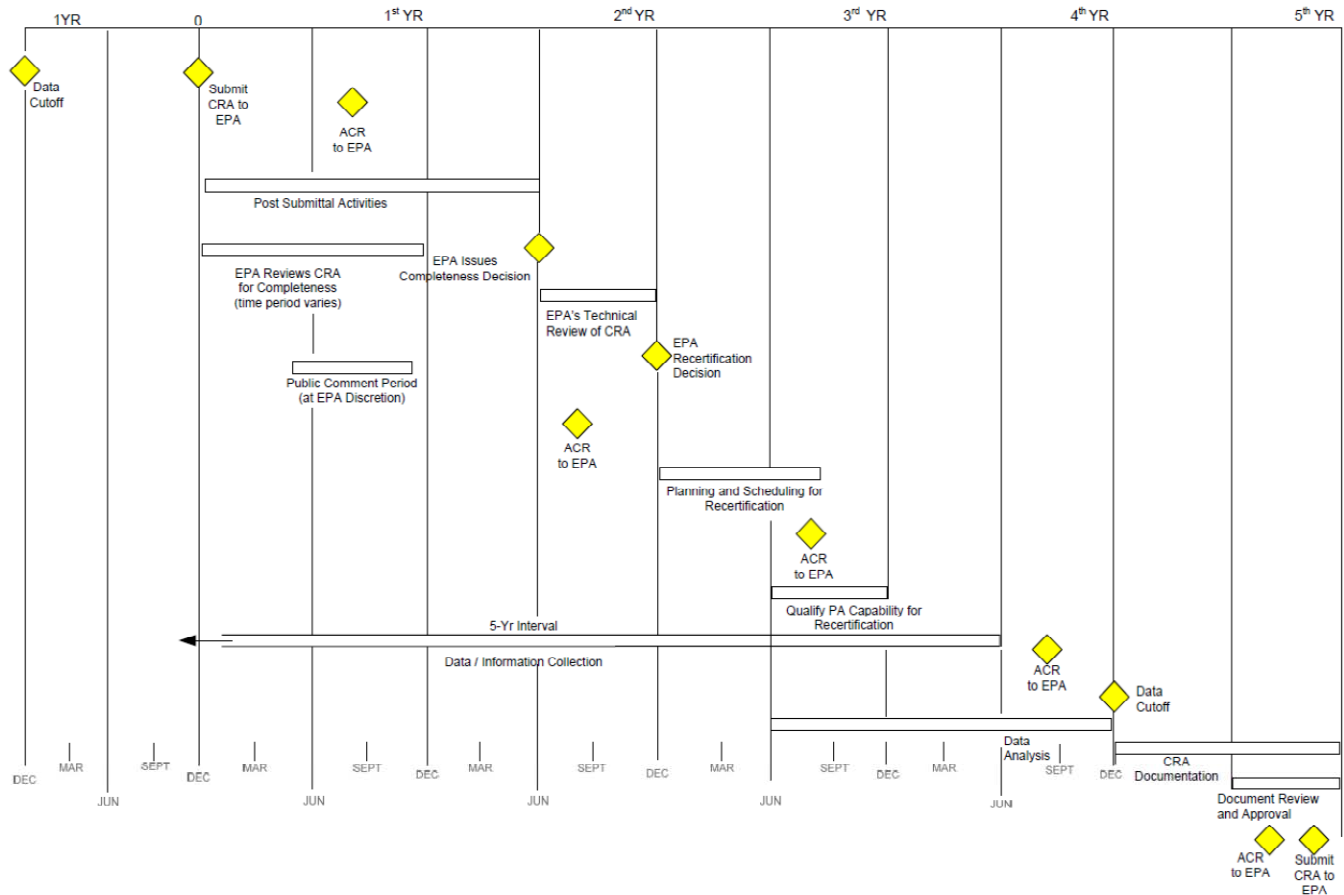 1YR 0 1st YR 2nd YR 3rd YR 4th YR 5th YR
Data
Cutoff
Submit
CRA to
EPA
ACR
to EPA
Post Submittal Activities
EPA Reviews CRA
for Completeness
(time period varies)
EPA Issues
Completeness Decision
EPA's Technical
Review of CRA
EPA
Recertification
Decision
Public Comment Period
(at EPA Discretion)
ACR
to EPA
Planning and Scheduling for
Recertification
ACR
to EPA
Qualify PA Capability for
Recertification
5-Yr Interval
Data / Information Collection
ACR
to EPA
Data
Cutoff
Data
Analysis
CRA
Documentation
DEC MAR SEPT DEC MAR SEPT DEC MAR SEPT DEC MAR SEPT DEC MAR SEPT DEC
JUN JUN JUN JUN JUN
Document Review
and Approval
ACR
to EPA
Submit
CRA to
EPA